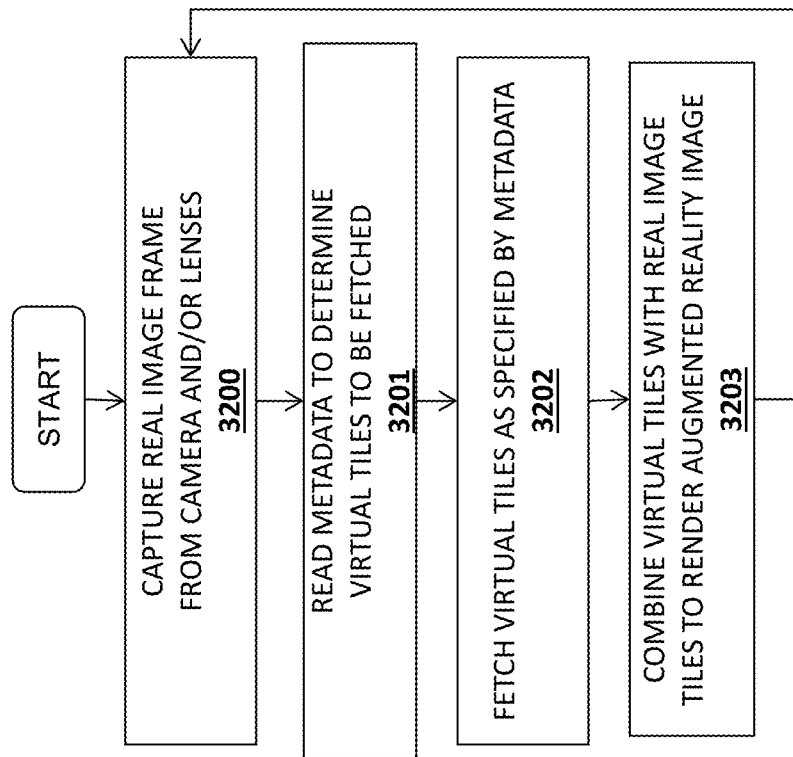 START
CAPTURE REAL IMAGE FRAME
FROM CAMERA AND/OR LENSES
3200
READ METADATA TO DETERMINE
VIRTUAL TILES TO BE FETCHED
3201
FETCH VIRTUAL TILES AS SPECIFIED BY METADATA
3202
COMBINE VIRTUAL TILES WITH REAL IMAGE
TILES TO RENDER AUGMENTED REALITY IMAGE
3203